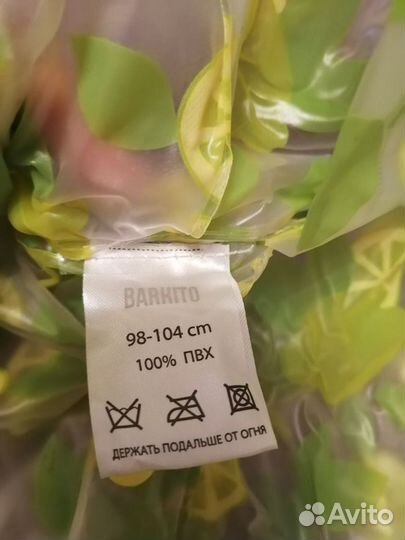 BARKITO
98-104 cm
100% ПВХ
ДЕРЖАТЬ ПОДАЛЬШЕ ОТ ОГНЯ
Avito